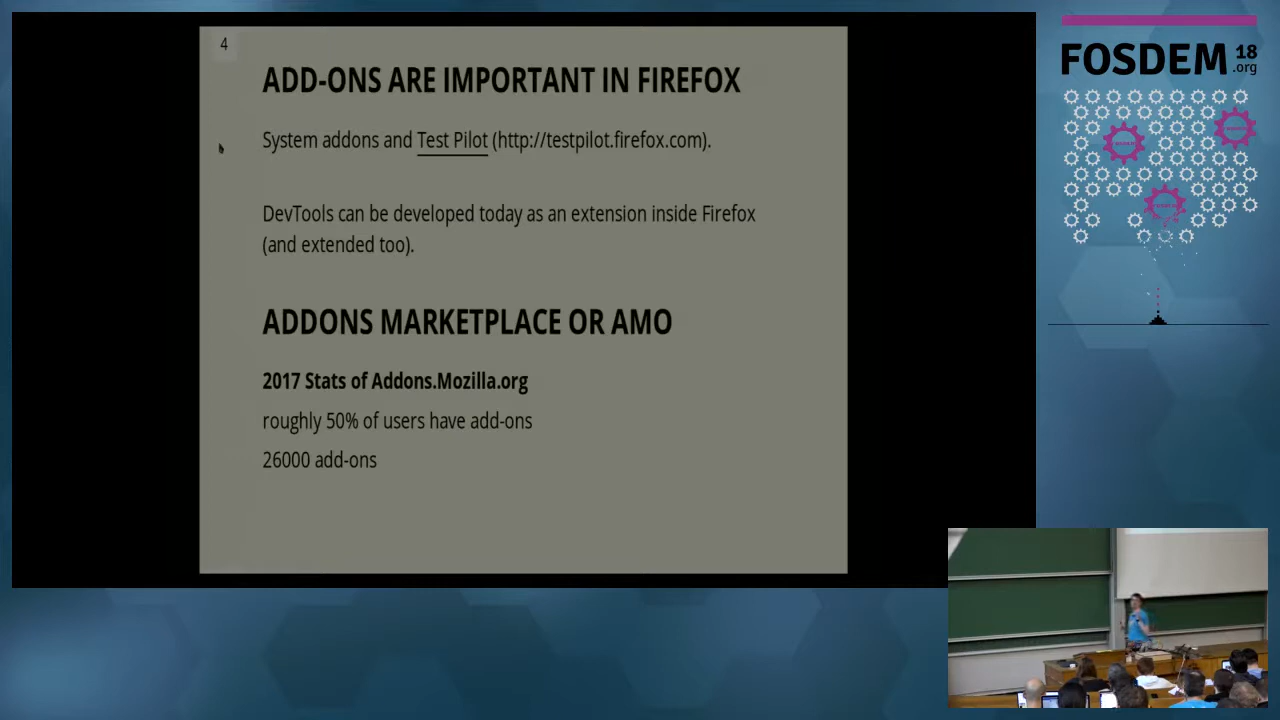 4
ADD-ONS ARE IMPORTANT IN FIREFOX
System addons and Test Pilot (http://testpilot.firefox.com).
DevTools can be developed today as an extension inside Firefox
(and extended too).
ADDONS MARKETPLACE OR AMO
2017 Stats of Addons.Mozilla.org
roughly 50% of users have add-ons
26000 add-ons
FOSDEM 18
.org